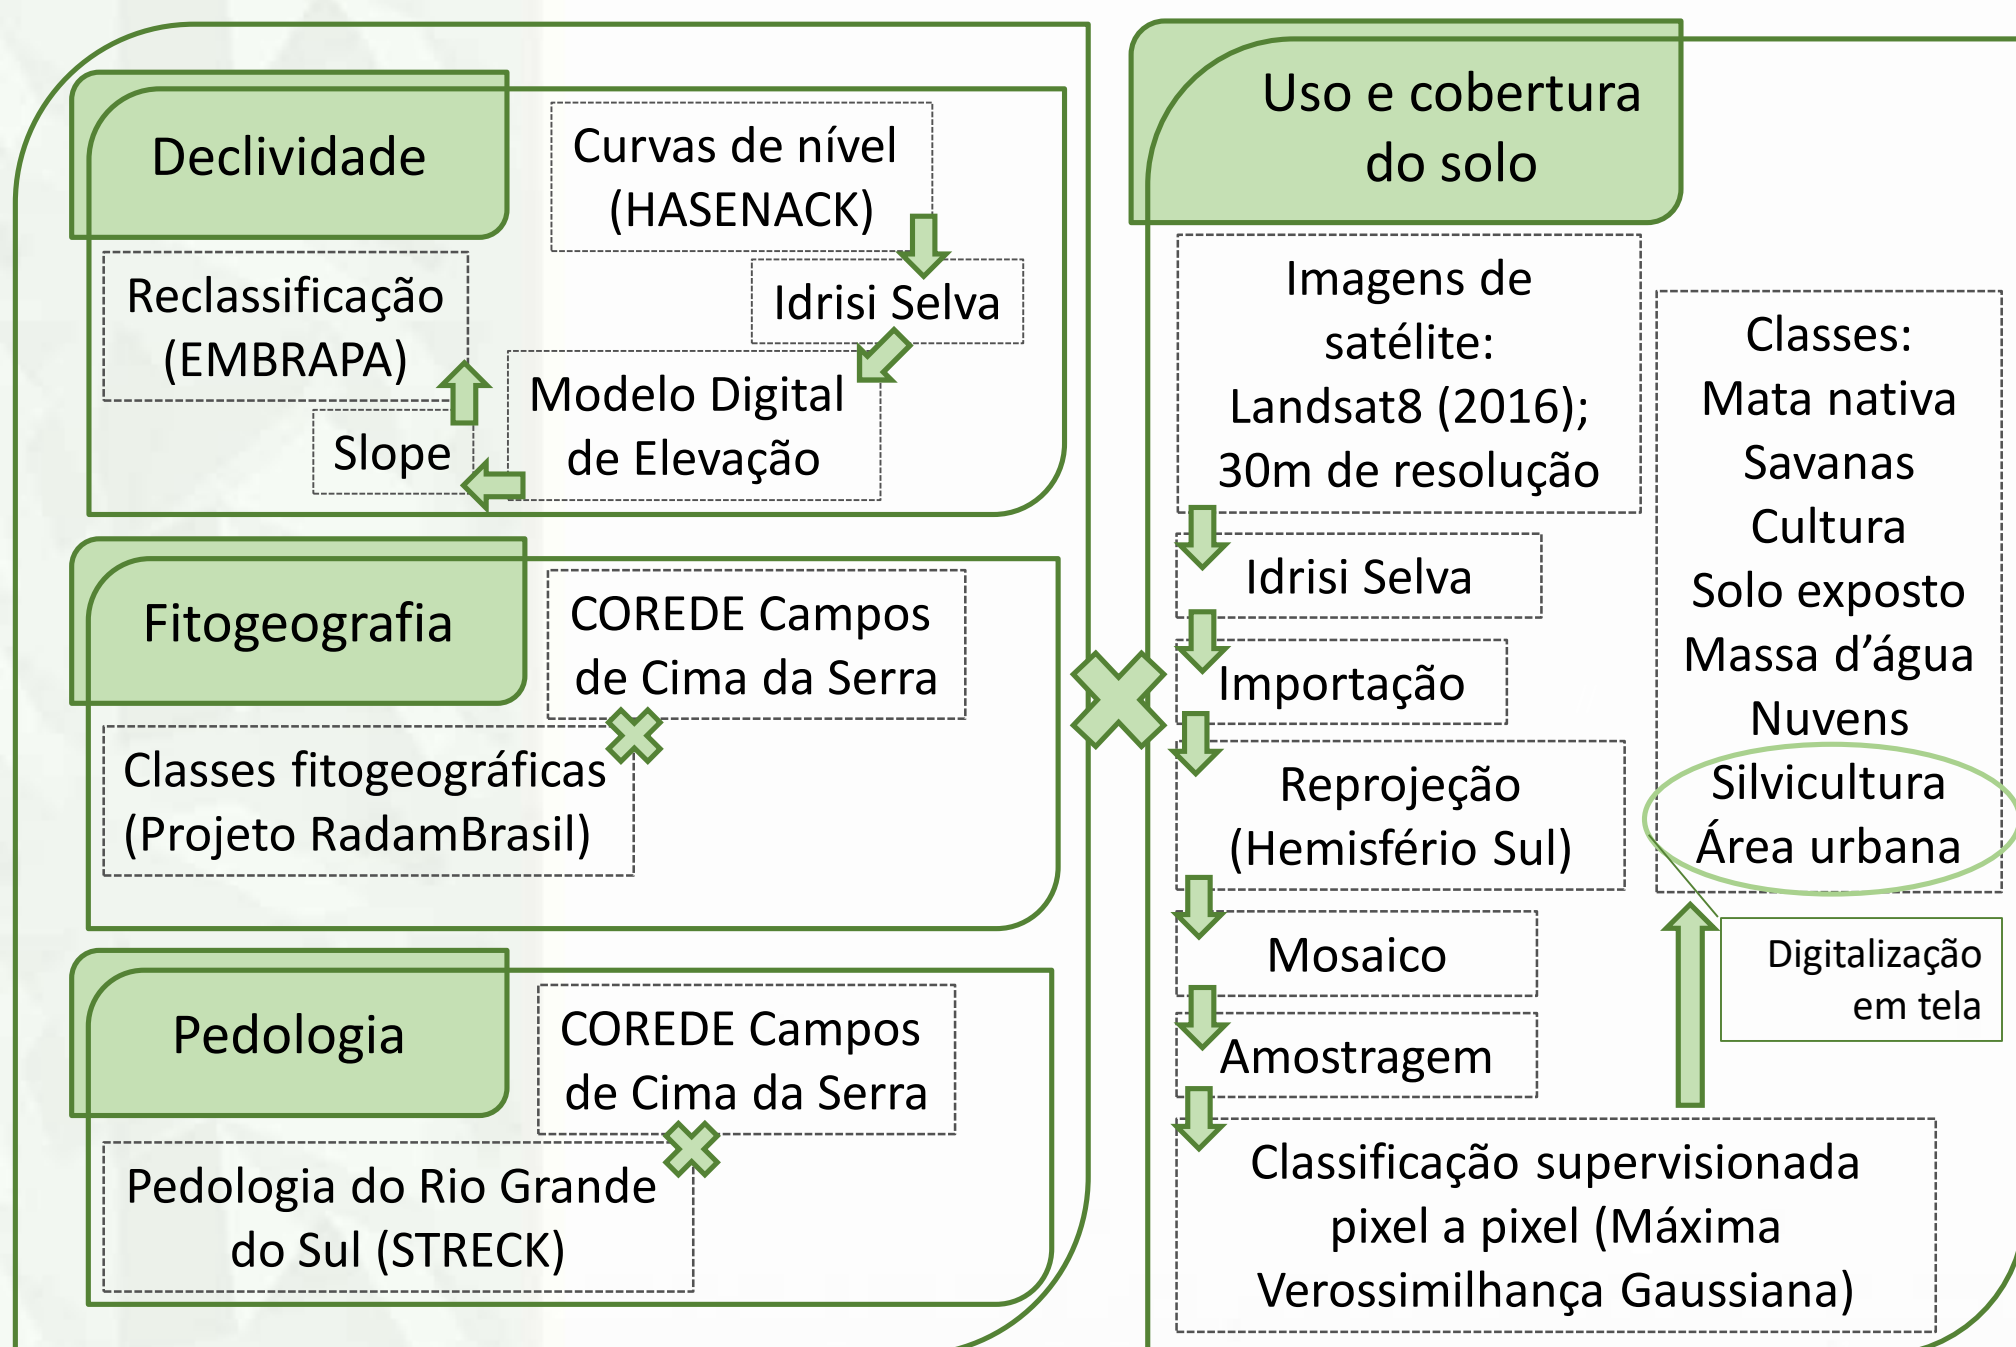 Declividade
Curvas de nível
(HASENACK)
Idrisi Selva
Modelo Digital
de Elevação
Slope
Reclassificação
(EMBRAPA)
Fitogeografia
COREDE Campos
de Cima da Serra
Classes fitogeográficas
(Projeto RadamBrasil)
Pedologia
COREDE Campos
de Cima da Serra
Pedologia do Rio Grande
do Sul (STRECK)
Uso e cobertura
do solo
Imagens de
satélite:
Landsat8 (2016);
30m de resolução
Idrisi Selva
Importação
Reprojeção
(Hemisfério Sul)
Mosaico
Amostragem
Classificação supervisionada
pixel a pixel (Máxima
Verossimilhança Gaussiana)
Classes:
Mata nativa
Savanas
Cultura
Solo exposto
Massa d’água
Nuvens
Silvicultura
Área urbana
Digitalização
em tela